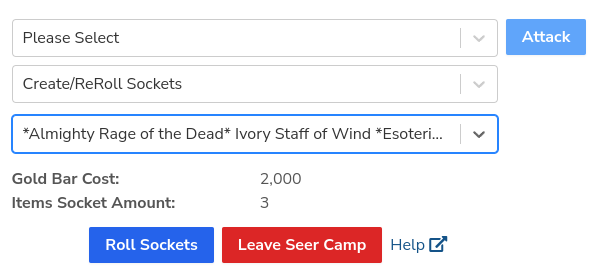 Please Select
Attack
Create/ReRoll Sockets
*Almighty Rage of the Dead* Ivory Staff of Wind *Esoteri...
Gold Bar Cost: 2,000
Items Socket Amount: 3
Roll Sockets Leave Seer Camp Help